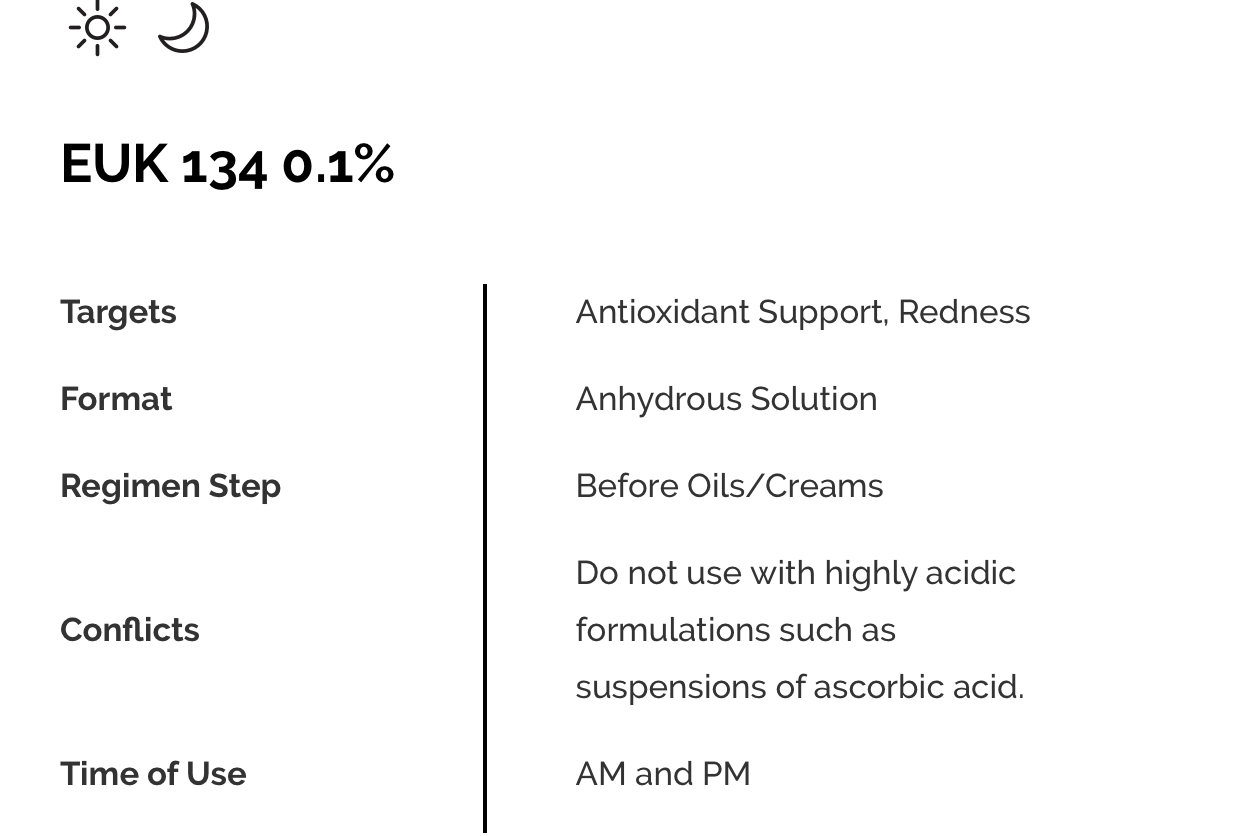 EUK 134 0.1%
Targets
Antioxidant Support, Redness
Format
Anhydrous Solution
Regimen Step
Before Oils/Creams
Conflicts
Do not use with highly acidic
formulations such as
suspensions of ascorbic acid.
Time of Use
AM and PM